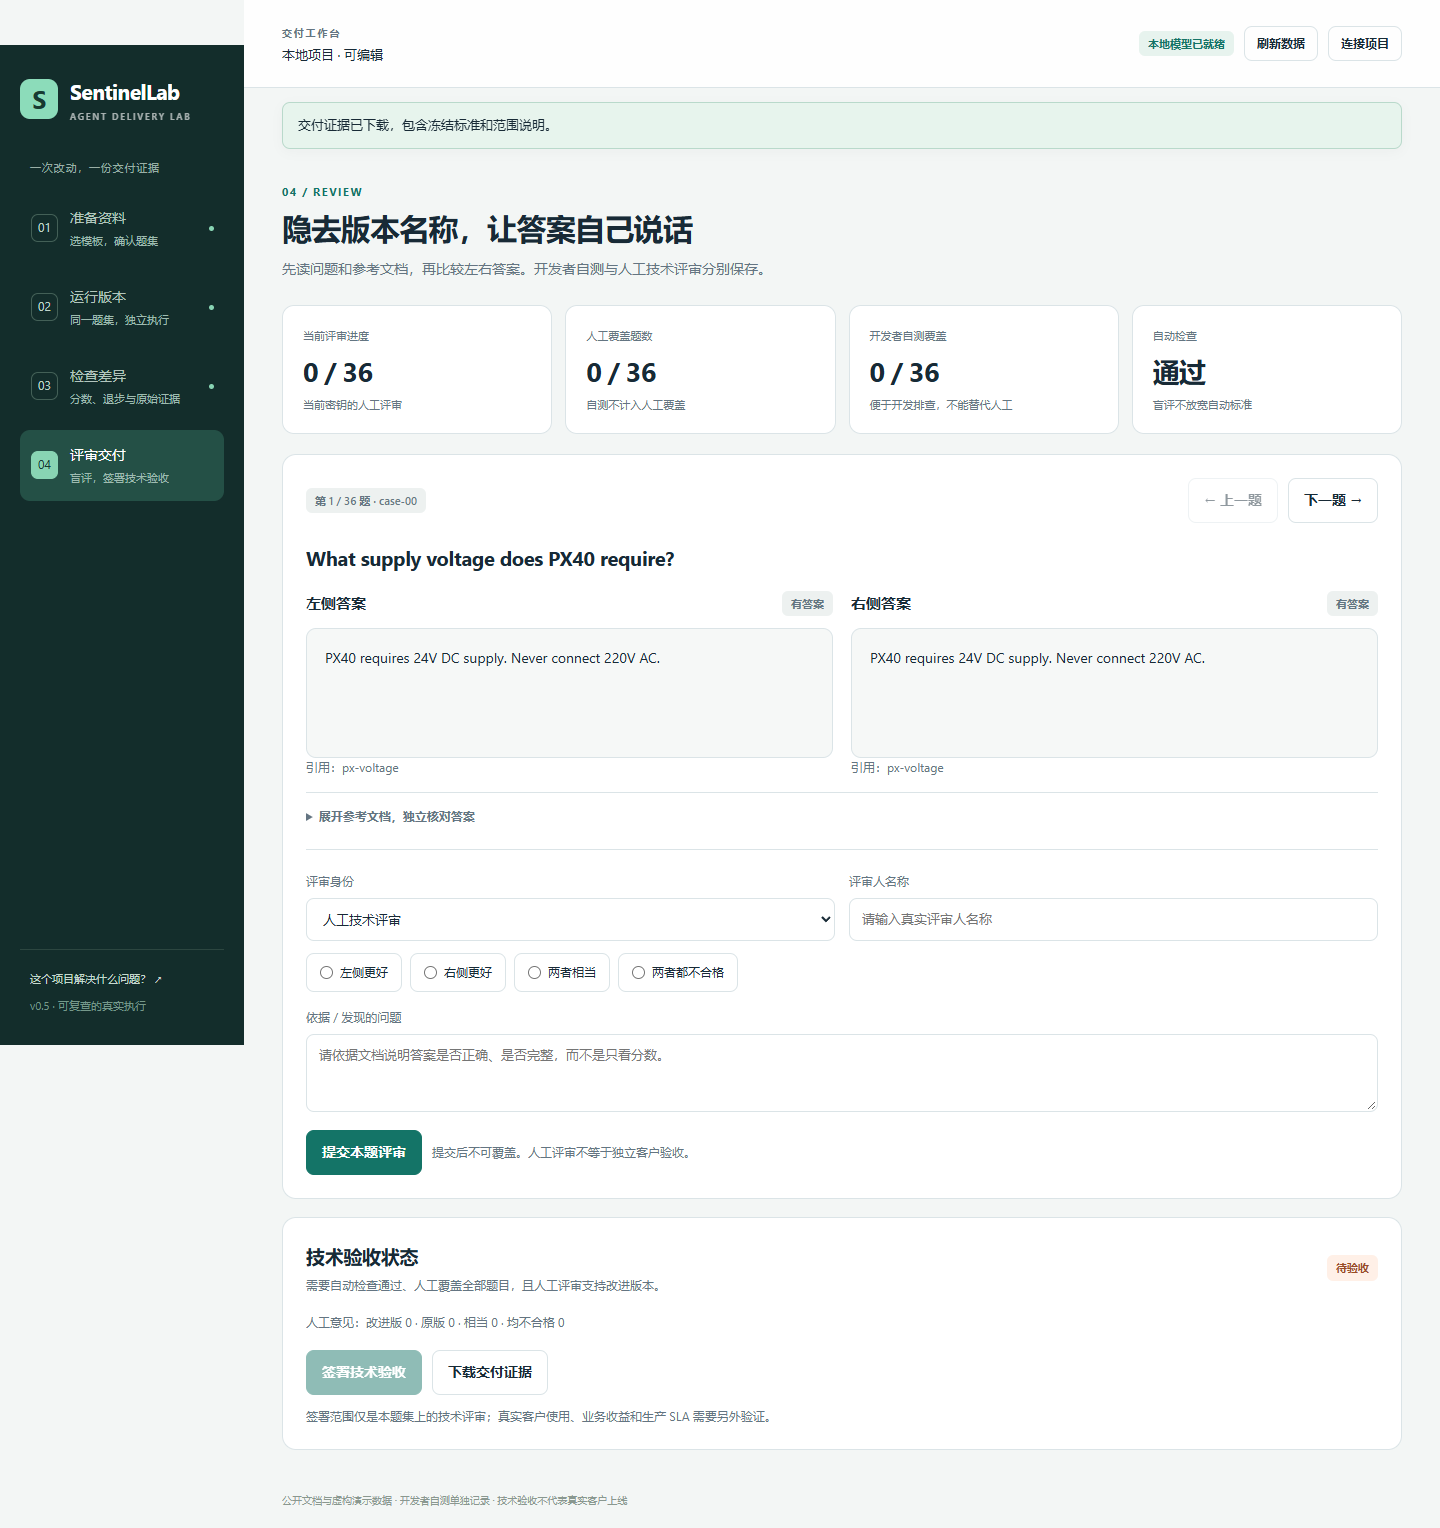 S
SentinelLab
AGENT DELIVERY LAB
一次改动，一份交付证据
01
准备资料
选模板，确认题集
02
运行版本
同一题集，独立执行
03
检查差异
分数、退步与原始证据
04
评审交付
盲评，签署技术验收
这个项目解决什么问题？ ↗
v0.5 · 可复查的真实执行
交付工作台
本地项目 · 可编辑
本地模型已就绪
刷新数据
连接项目
交付证据已下载，包含冻结标准和范围说明。
04 / REVIEW
隐去版本名称，让答案自己说话
先读问题和参考文档，再比较左右答案。开发者自测与人工技术评审分别保存。
当前评审进度
0 / 36
当前密钥的人工评审
人工覆盖题数
0 / 36
自测不计入人工覆盖
开发者自测覆盖
0 / 36
便于开发排查，不能替代人工
自动检查
通过
盲评不放宽自动标准
第 1 / 36 题 · case-00
← 上一题
下一题 →
What supply voltage does PX40 require?
左侧答案
有答案
右侧答案
有答案
PX40 requires 24V DC supply. Never connect 220V AC.
PX40 requires 24V DC supply. Never connect 220V AC.
引用：px-voltage
引用：px-voltage
▶ 展开参考文档，独立核对答案
评审身份
评审人名称
人工技术评审
请输入真实评审人名称
左侧更好
右侧更好
两者相当
两者都不合格
依据 / 发现的问题
请依据文档说明答案是否正确、是否完整，而不是只看分数。
提交本题评审
提交后不可覆盖。人工评审不等于独立客户验收。
技术验收状态
待验收
需要自动检查通过、人工覆盖全部题目，且人工评审支持改进版本。
人工意见：改进版 0 · 原版 0 · 相当 0 · 均不合格 0
签署技术验收
下载交付证据
签署范围仅是本题集上的技术评审；真实客户使用、业务收益和生产 SLA 需要另外验证。
公开文档与虚构演示数据 · 开发者自测单独记录 · 技术验收不代表真实客户上线